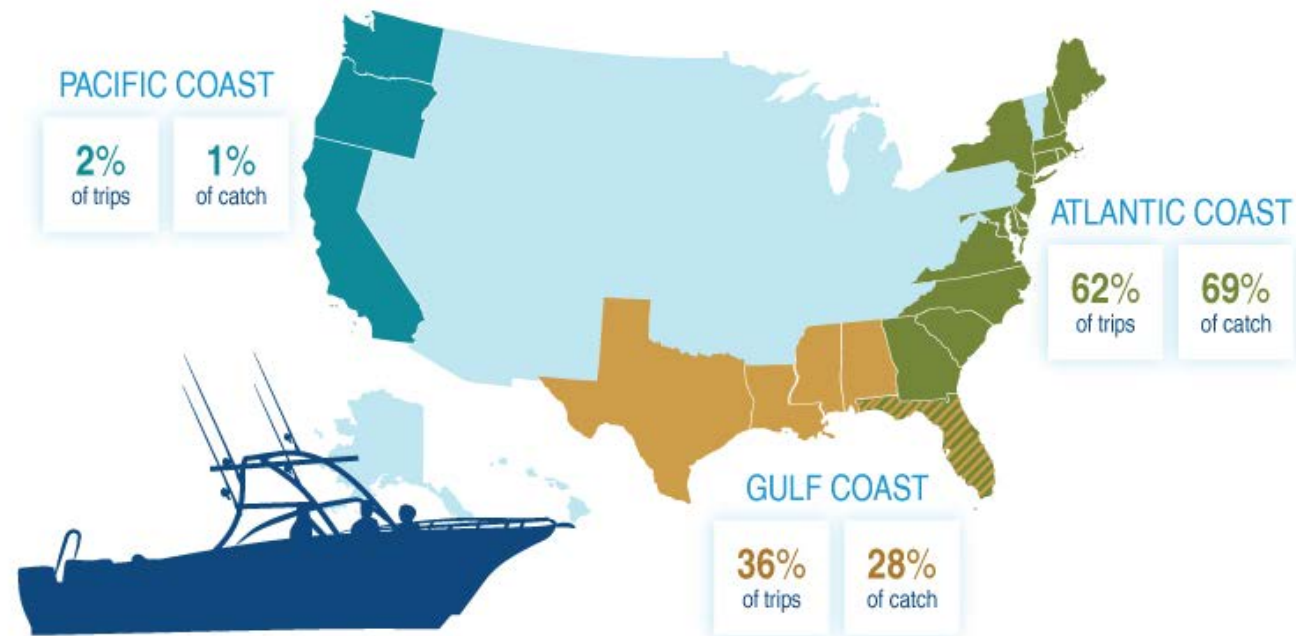 PACIFIC COAST
2%
of trips
1%
of catch
ATLANTIC COAST
62%
of trips
69%
of catch
GULF COAST
36%
of trips
28%
of catch